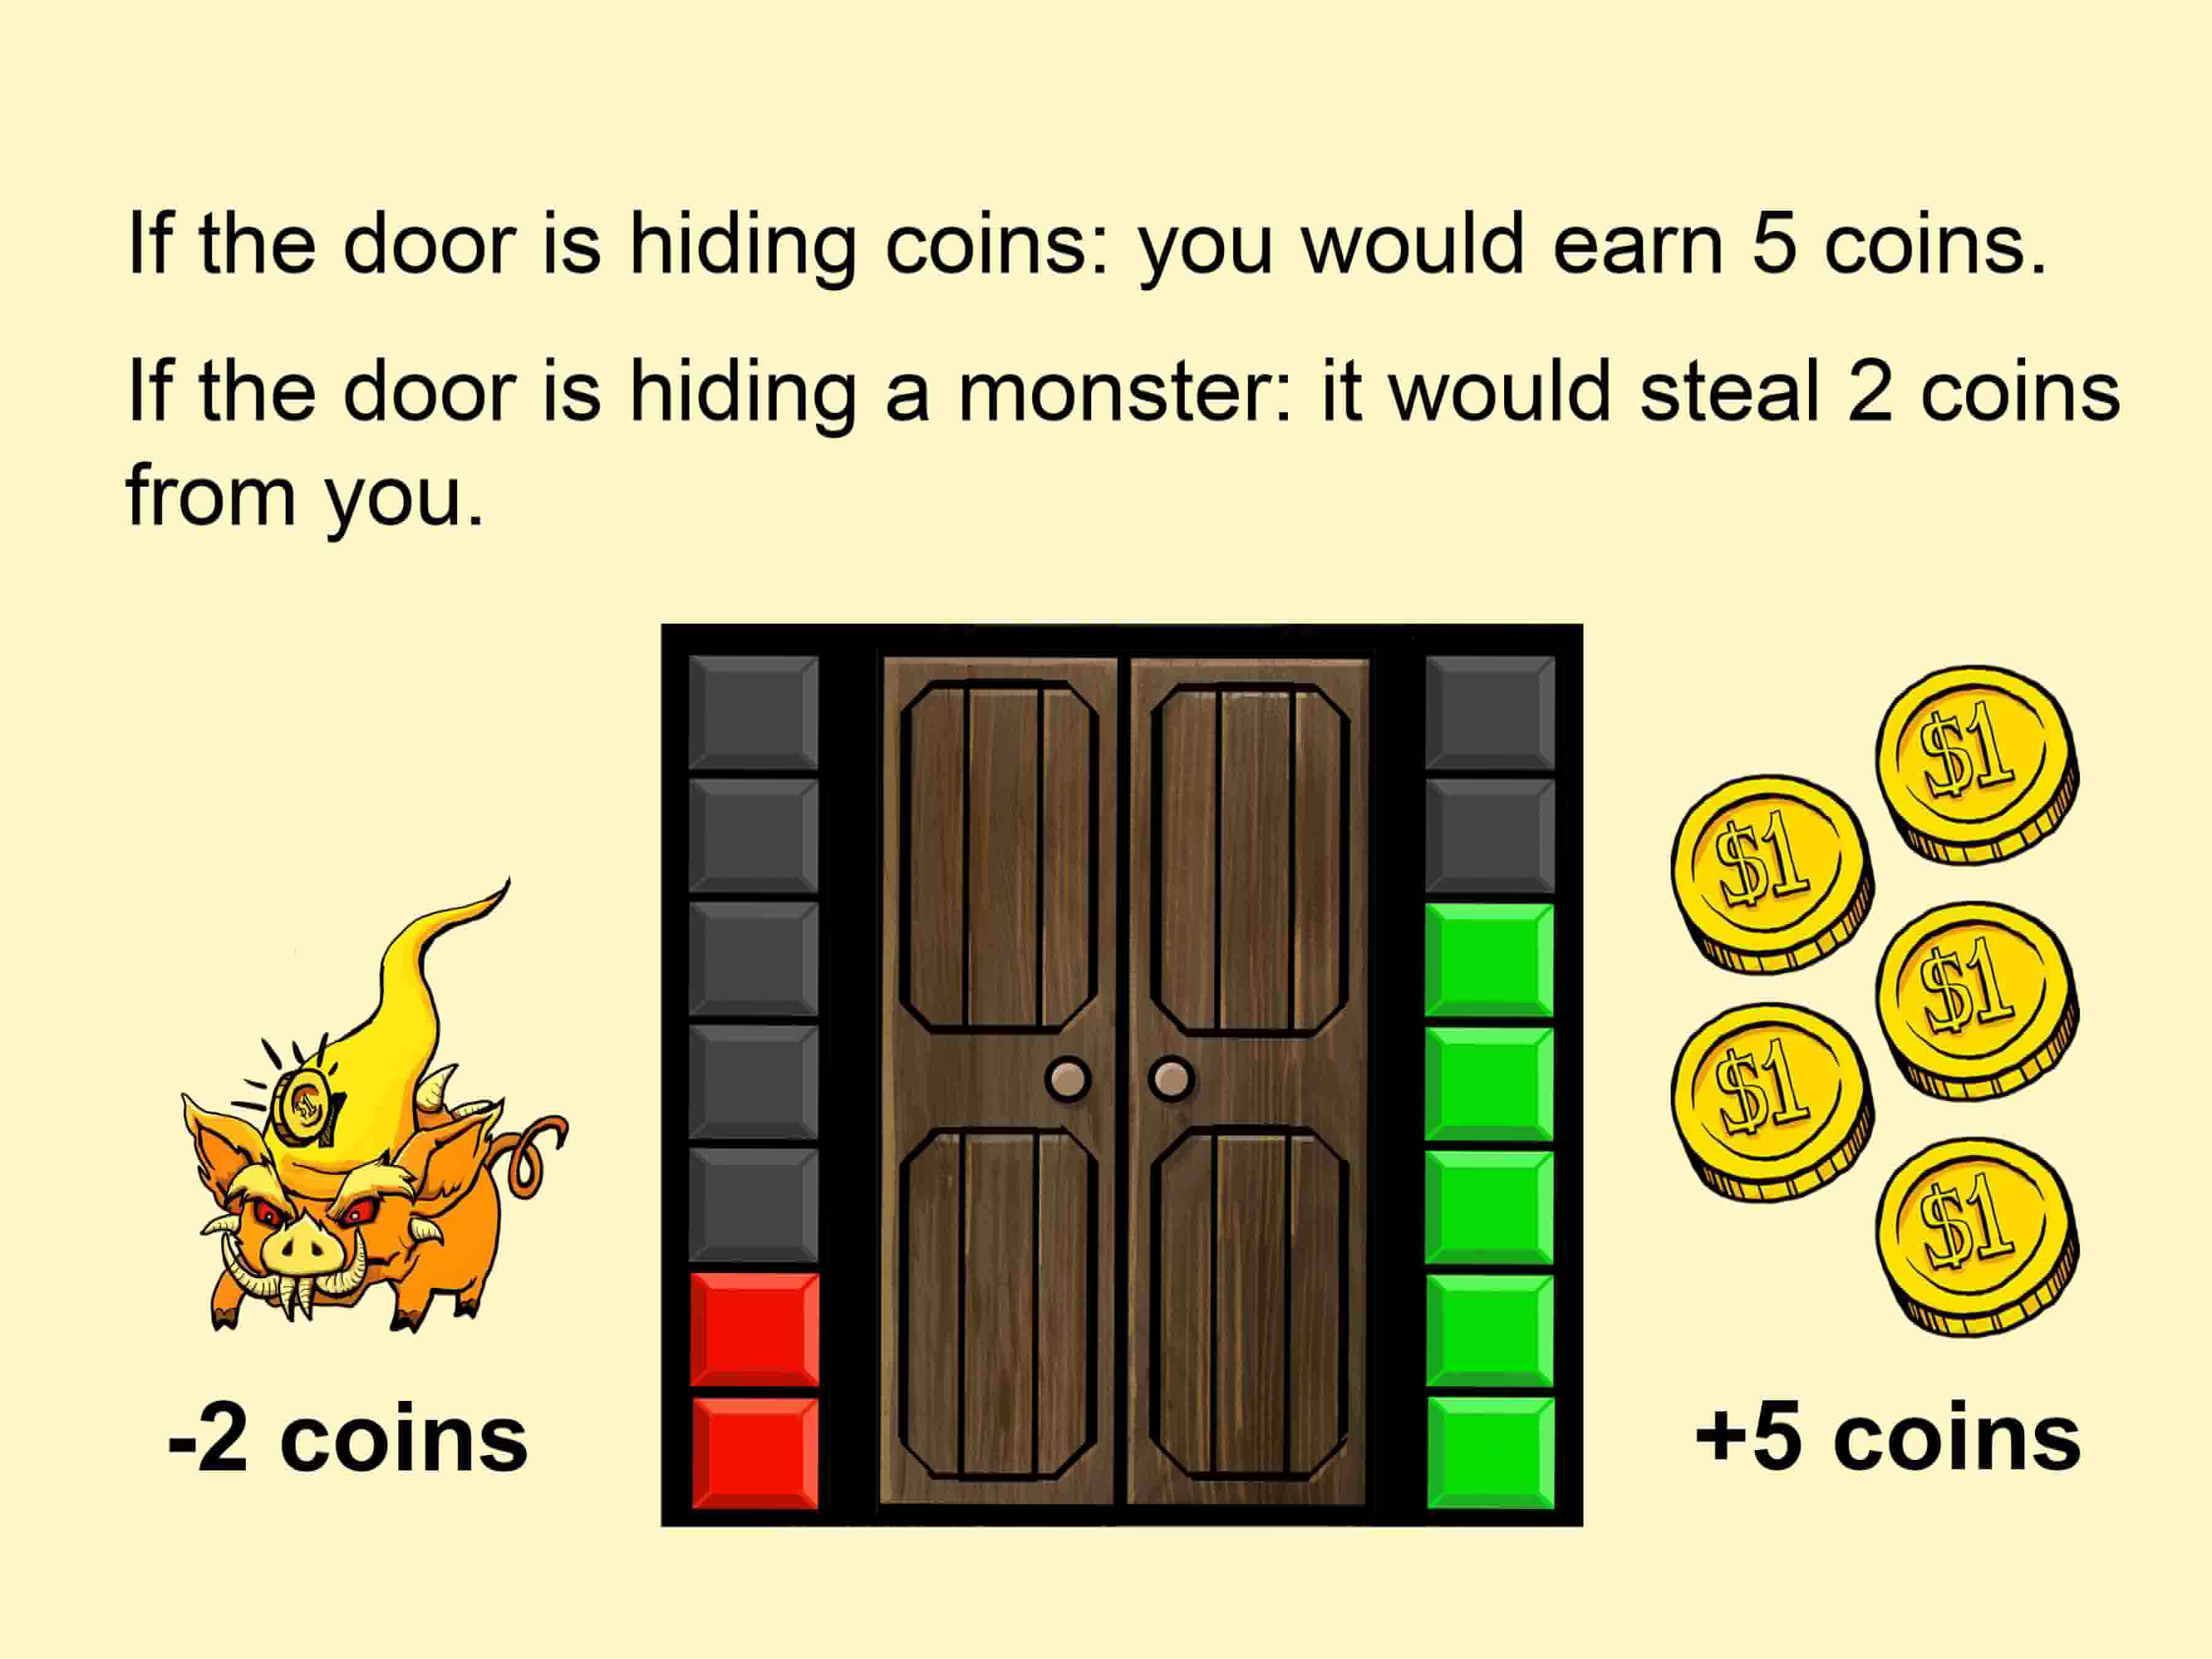 If the door is hiding coins: you would earn 5 coins.
If the door is hiding a monster: it would steal 2 coins
from you.
$1
$1
$1
$1
$1
$1
-2 coins
+5 coins